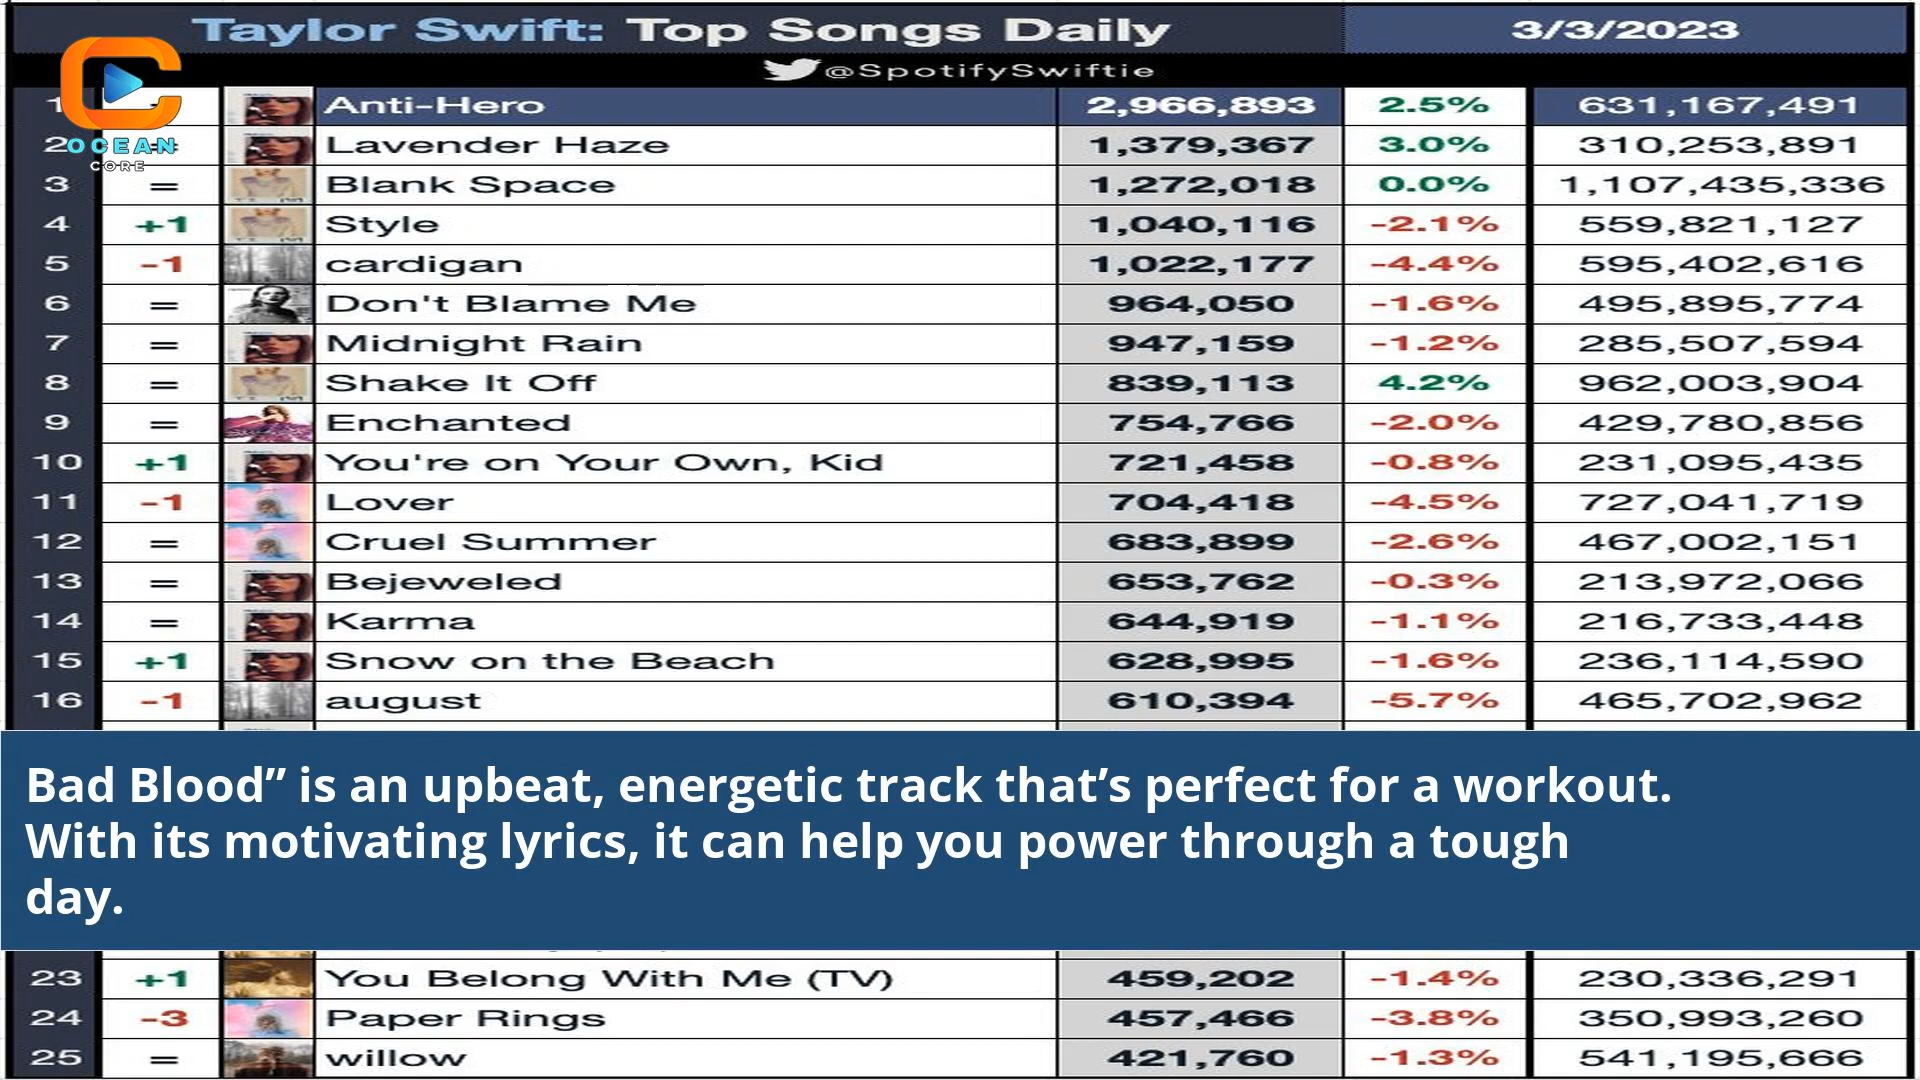 Taylor Swift: Top Songs Daily 3/3/2023
@SpotifySwiftie
OCEAN
CORE
1 Anti-Hero 2,966,893 2.5% 631,167,491
2 Lavender Haze 1,379,367 3.0% 310,253,891
3 = Blank Space 1,272,018 0.0% 1,107,435,336
4 +1 Style 1,040,116 -2.1% 559,821,127
5 -1 cardigan 1,022,177 -4.4% 595,402,616
6 = Don't Blame Me 964,050 -1.6% 495,895,774
7 = Midnight Rain 947,159 -1.2% 285,507,594
8 = Shake It Off 839,113 4.2% 962,003,904
9 = Enchanted 754,766 -2.0% 429,780,856
10 +1 You're on Your Own, Kid 721,458 -0.8% 231,095,435
11 -1 Lover 704,418 -4.5% 727,041,719
12 = Cruel Summer 683,899 -2.6% 467,002,151
13 = Bejeweled 653,762 -0.3% 213,972,066
14 = Karma 644,919 -1.1% 216,733,448
15 +1 Snow on the Beach 628,995 -1.6% 236,114,590
16 -1 august 610,394 -5.7% 465,702,962
Bad Blood” is an upbeat, energetic track that’s perfect for a workout.
With its motivating lyrics, it can help you power through a tough
day.
23 +1 You Belong With Me (TV) 459,202 -1.4% 230,336,291
24 -3 Paper Rings 457,466 -3.8% 350,993,260
25 = willow 421,760 -1.3% 541,195,666